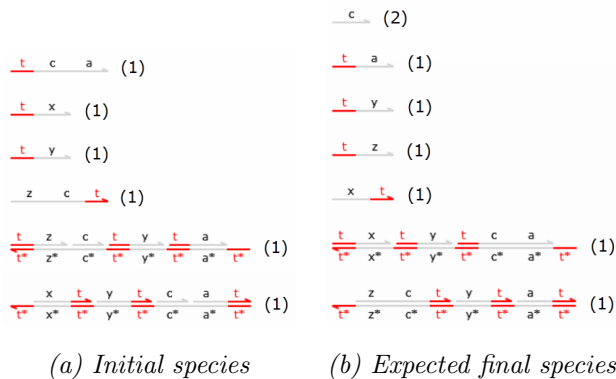 t c a (1)
t x (1)
t y (1)
z c t (1)
t z c t y t a (1)
t* z* c* t* y* t* a* t*
x t y t c a t (1)
t* x* t* y* t* c* a* t*
(a) Initial species
c (2)
t a (1)
t y (1)
t z (1)
x t (1)
t x t y t c a (1)
t* x* t* y* t* c* a* t*
z c t y t a t (1)
t* z* c* t* y* t* a* t*
(b) Expected final species